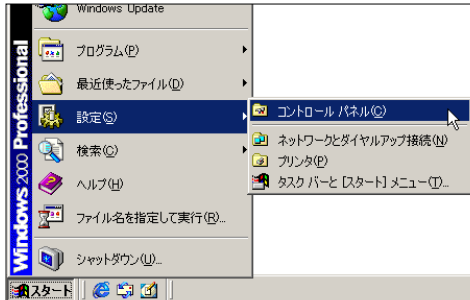 Windows Update
プログラム(P)
最近使ったファイル(D)
設定(S)
検索(C)
ヘルプ(H)
ファイル名を指定して実行(R)...
シャットダウン(U)...
Windows 2000 Professional
コントロール パネル(C)
ネットワークとダイヤルアップ接続(N)
プリンタ(P)
タスク バーと [スタート] メニュー(T)...
スタート